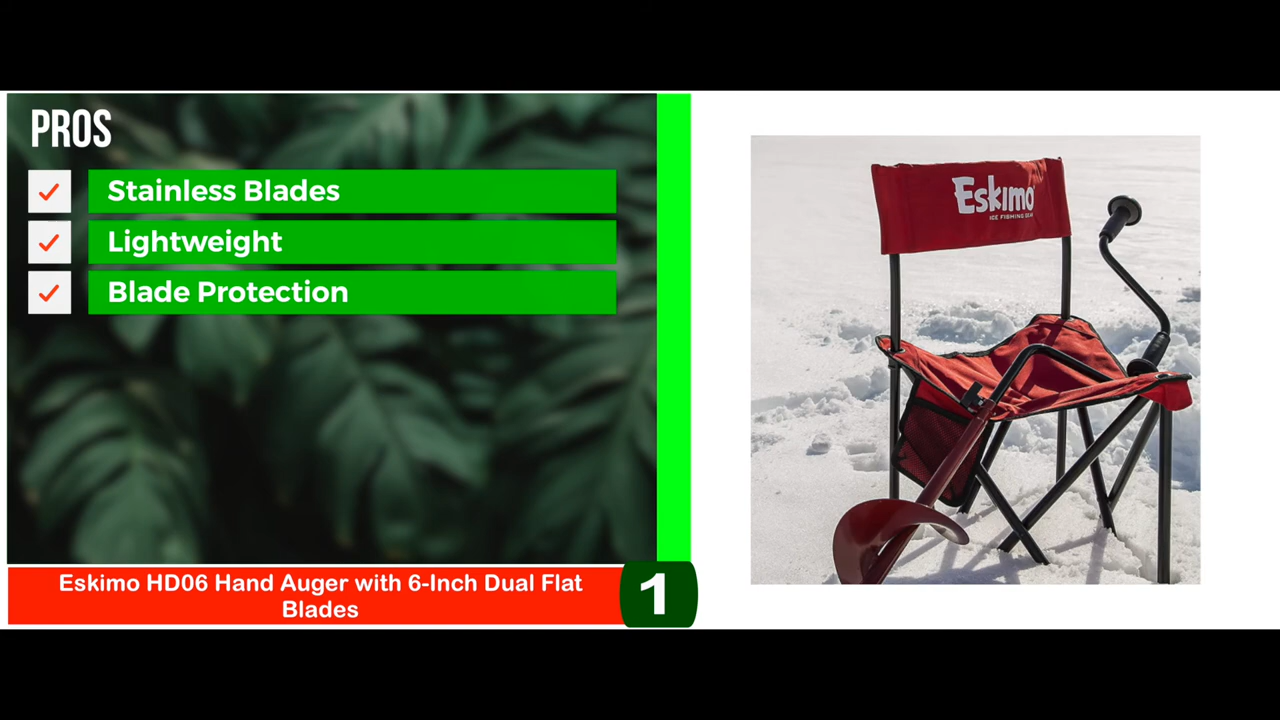 PROS
Stainless Blades
Lightweight
Blade Protection
Eskimo HD06 Hand Auger with 6-Inch Dual Flat
Blades
1
Eskimo
ICE FISHING GEAR